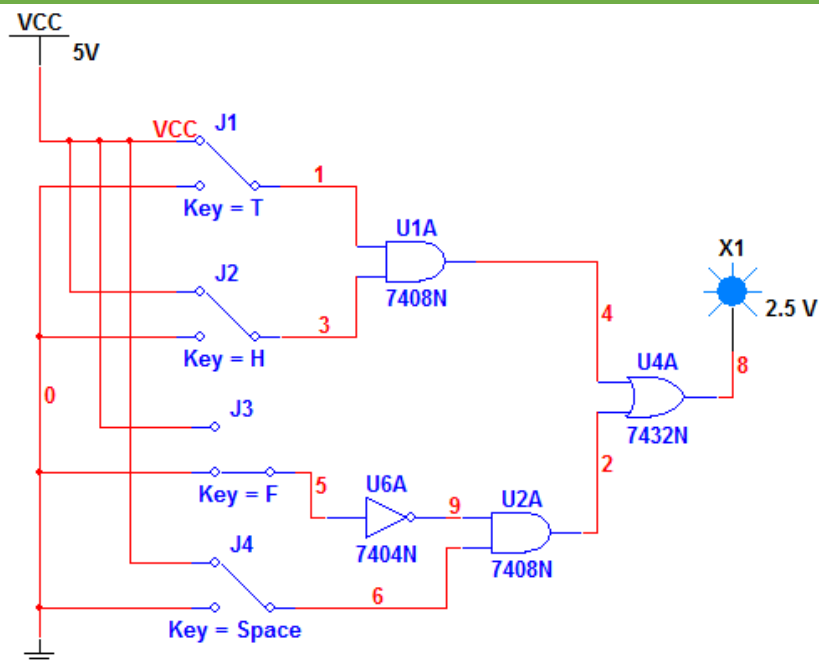 VCC
5V
VCC
J1
1
Key = T
U1A
7408N
J2
3
Key = H
X1
2.5 V
4
8
U4A
7432N
0
J3
Key = F
5
U6A
7404N
9
U2A
7408N
2
J4
6
Key = Space